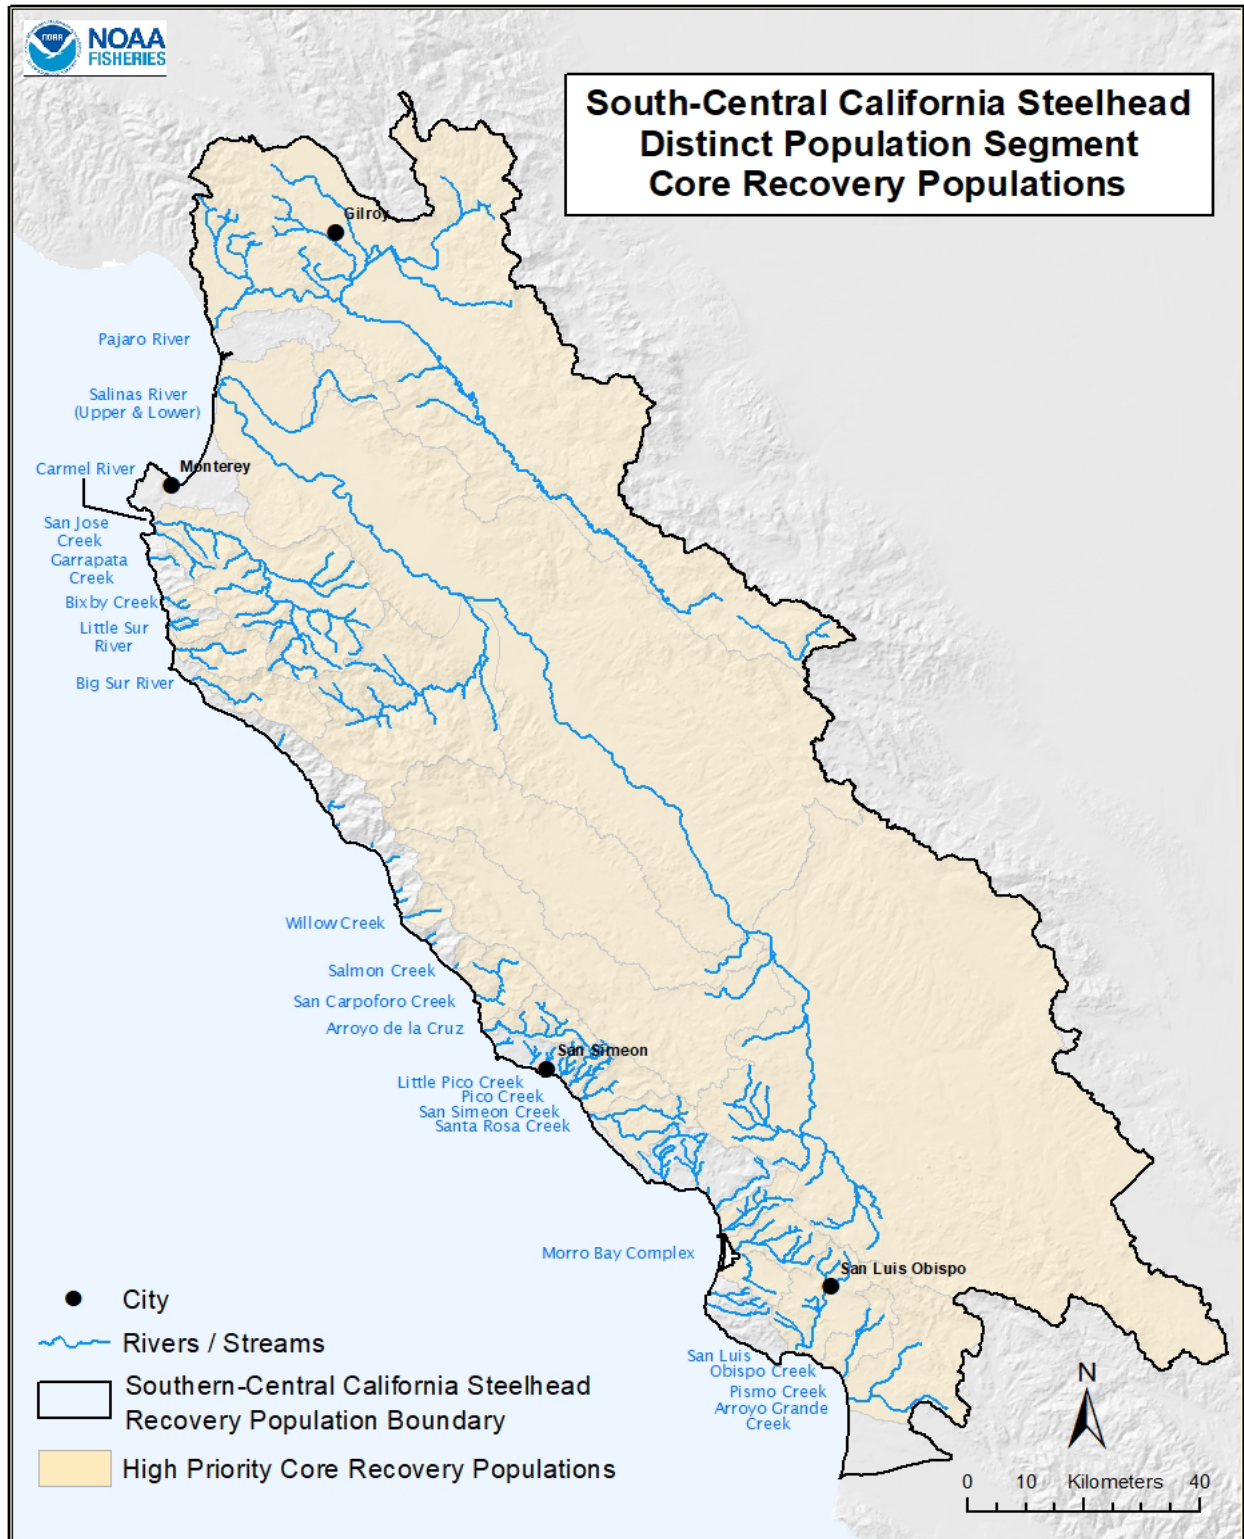 NOAA
NOAA
FISHERIES
South-Central California Steelhead
Distinct Population Segment
Core Recovery Populations
Gilroy
Pajaro River
Salinas River
(Upper & Lower)
Carmel River
Monterey
San Jose
Creek
Garrapata
Creek
Bixby Creek
Little Sur
River
Big Sur River
Willow Creek
Salmon Creek
San Carpoforo Creek
Arroyo de la Cruz
San Simeon
Little Pico Creek
Pico Creek
San Simeon Creek
Santa Rosa Creek
Morro Bay Complex
San Luis Obispo
San Luis
Obispo Creek
Pismo Creek
Arroyo Grande
Creek
City
Rivers / Streams
Southern-Central California Steelhead
Recovery Population Boundary
High Priority Core Recovery Populations
N
0 10 Kilometers 40